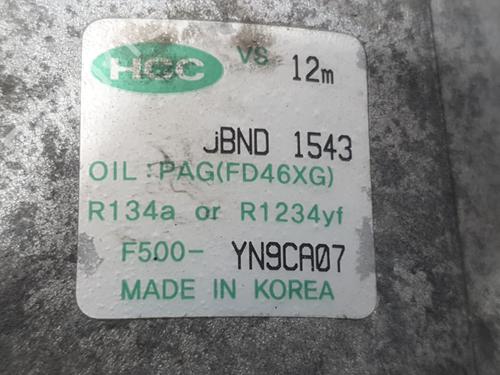 HCC VS 12m
JBND 1543
OIL : PAG(FD46XG)
R134a or R1234yf
F500- YN9CA07
MADE IN KOREA